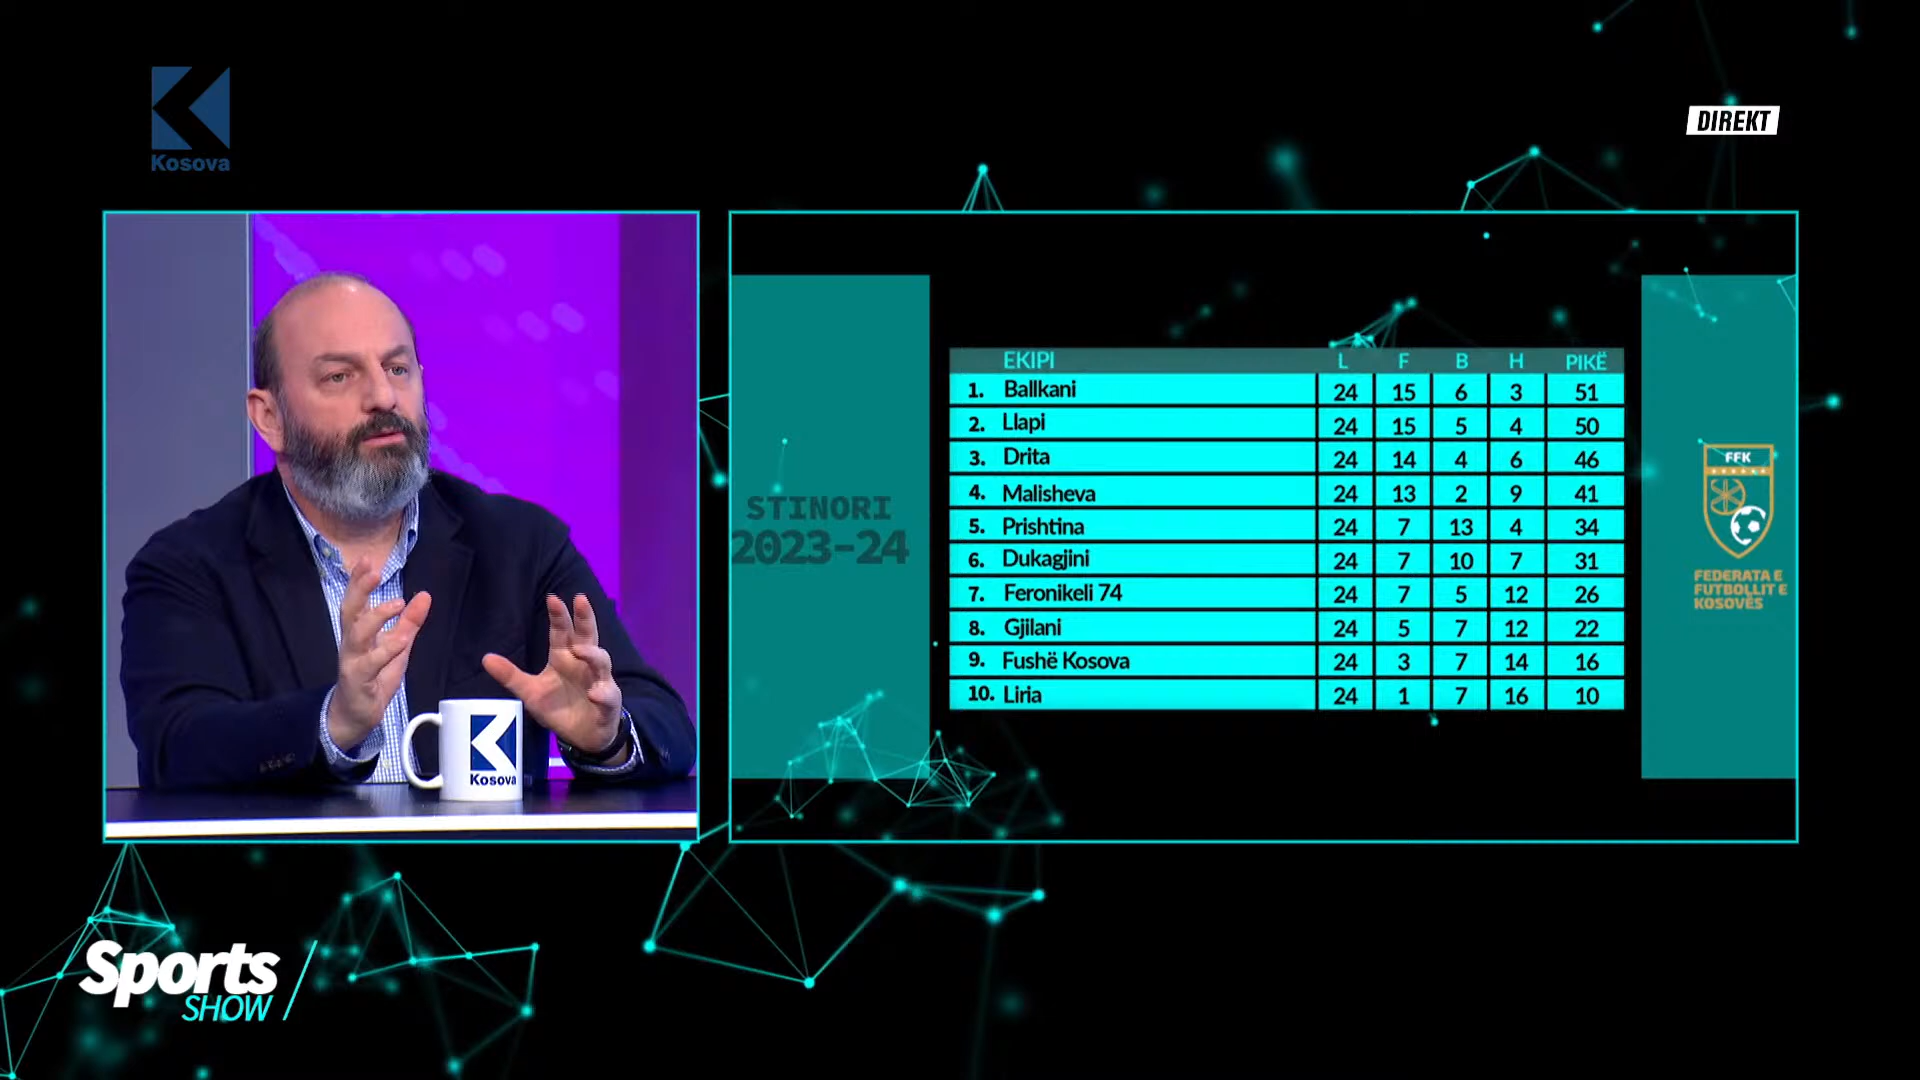 Kosova
DIREKT
STINORI
2023-24
EKIPI L F B H PIKË
1. Ballkani 24 15 6 3 51
2. Llapi 24 15 5 4 50
3. Drita 24 14 4 6 46
4. Malisheva 24 13 2 9 41
5. Prishtina 24 7 13 4 34
6. Dukagjini 24 7 10 7 31
7. Feronikeli 74 24 7 5 12 26
8. Gjilani 24 5 7 12 22
9. Fushë Kosova 24 3 7 14 16
10. Liria 24 1 7 16 10
FFK
FEDERATA E
FUTBOLLIT E
KOSOVËS
Kosova
Sports
SHOW